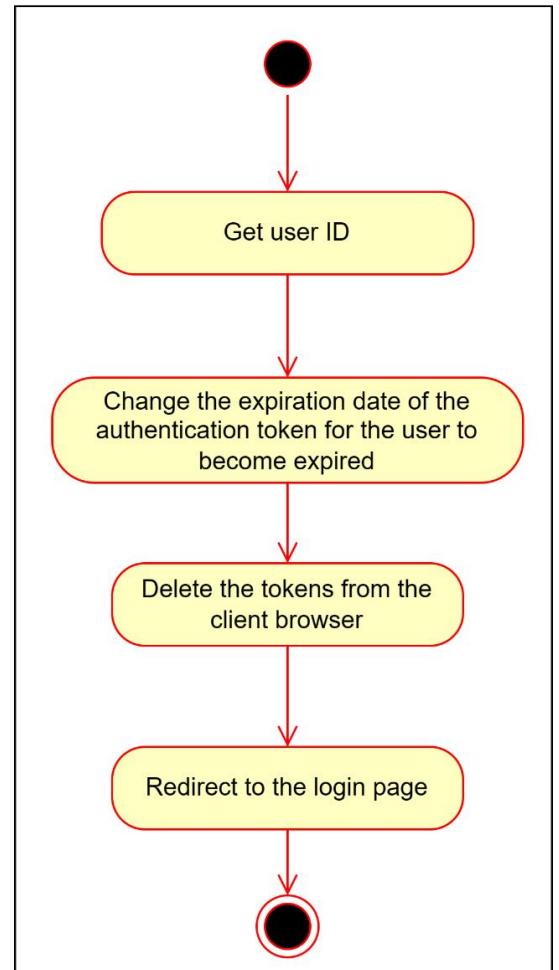 Get user ID
Change the expiration date of the
authentication token for the user to
become expired
Delete the tokens from the
client browser
Redirect to the login page